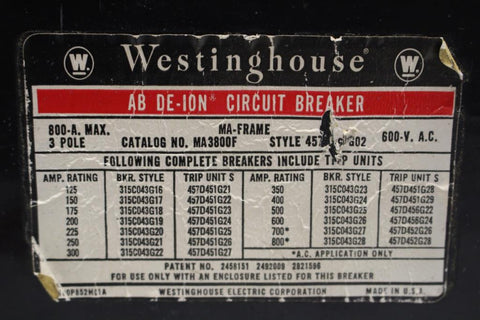 W Westinghouse® W
AB DE-ION® CIRCUIT BREAKER
800-A. MAX. MA-FRAME 600-V. A.C.
3 POLE CATALOG NO. MA3800F STYLE
FOLLOWING COMPLETE BREAKERS INCLUDE TRIP UNITS
AMP. RATING BKR. STYLE TRIP UNIT S AMP. RATING BKR. STYLE TRIP UNIT S
125 315C043G16 457D451G21 350 315C043G23 457D451G28
150 315C043G17 457D451G22 400 315C043G24 457D451G29
175 315C043G18 457D451G23 500 315C043G25 457D456G22
200 315C043G19 457D451G24 600 315C043G26 457D456G24
225 315C043G20 457D451G25 700* 315C043G27 457D452G26
250 315C043G21 457D451G26 800* 315C043G28 457D452G28
300 315C043G22 457D451G27 *A.C. APPLICATION ONLY
PATENT NO. 2458151 2492009 2821596
FOR USE ONLY WITH AN ENCLOSURE LISTED FOR THIS BREAKER
WESTINGHOUSE ELECTRIC CORPORATION MADE IN U.S.A.